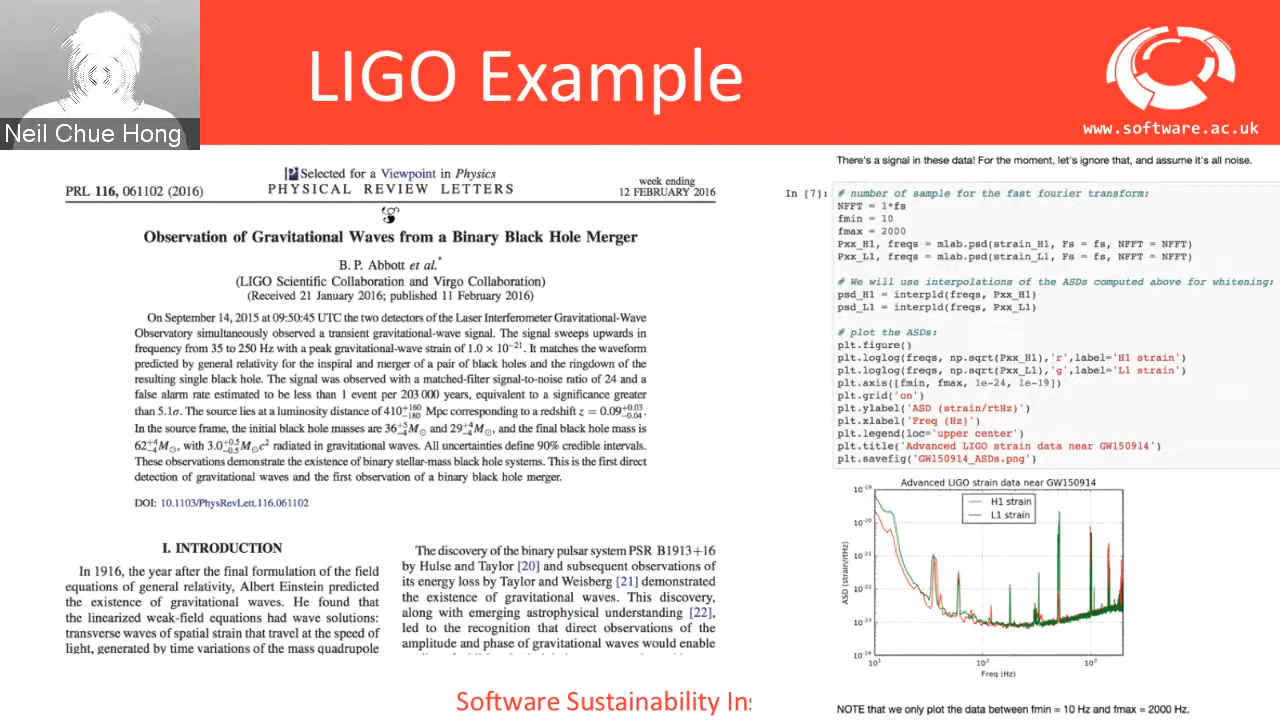 Neil Chue Hong
LIGO Example
www.software.ac.uk
PRL 116, 061102 (2016)
Selected for a Viewpoint in Physics
PHYSICAL REVIEW LETTERS
week ending
12 FEBRUARY 2016
Observation of Gravitational Waves from a Binary Black Hole Merger
B. P. Abbott et al.*
(LIGO Scientific Collaboration and Virgo Collaboration)
(Received 21 January 2016; published 11 February 2016)
On September 14, 2015 at 09:50:45 UTC the two detectors of the Laser Interferometer Gravitational-Wave
Observatory simultaneously observed a transient gravitational-wave signal. The signal sweeps upwards in
frequency from 35 to 250 Hz with a peak gravitational-wave strain of 1.0 × 10⁻²¹. It matches the waveform
predicted by general relativity for the inspiral and merger of a pair of black holes and the ringdown of the
resulting single black hole. The signal was observed with a matched-filter signal-to-noise ratio of 24 and a
false alarm rate estimated to be less than 1 event per 203 000 years, equivalent to a significance greater
than 5.1σ. The source lies at a luminosity distance of 410+160−180 Mpc corresponding to a redshift z = 0.09+0.03−0.04.
In the source frame, the initial black hole masses are 36+5−4M⊙ and 29+4−4M⊙, and the final black hole mass is
62+4−4M⊙, with 3.0+0.5−0.5M⊙c² radiated in gravitational waves. All uncertainties define 90% credible intervals.
These observations demonstrate the existence of binary stellar-mass black hole systems. This is the first direct
detection of gravitational waves and the first observation of a binary black hole merger.
DOI: 10.1103/PhysRevLett.116.061102
I. INTRODUCTION
In 1916, the year after the final formulation of the field
equations of general relativity, Albert Einstein predicted
the existence of gravitational waves. He found that
the linearized weak-field equations had wave solutions:
transverse waves of spatial strain that travel at the speed of
light, generated by time variations of the mass quadrupole
The discovery of the binary pulsar system PSR B1913+16
by Hulse and Taylor [20] and subsequent observations of
its energy loss by Taylor and Weisberg [21] demonstrated
the existence of gravitational waves. This discovery,
along with emerging astrophysical understanding [22],
led to the recognition that direct observations of the
amplitude and phase of gravitational waves would enable
There's a signal in these data! For the moment, let's ignore that, and assume it's all noise.
In [7]:
# number of sample for the fast fourier transform:
NFFT = 1*fs
fmin = 10
fmax = 2000
Pxx_H1, freqs = mlab.psd(strain_H1, Fs = fs, NFFT = NFFT)
Pxx_L1, freqs = mlab.psd(strain_L1, Fs = fs, NFFT = NFFT)
# We will use interpolations of the ASDs computed above for whitening:
psd_H1 = interp1d(freqs, Pxx_H1)
psd_L1 = interp1d(freqs, Pxx_L1)
# plot the ASDs:
plt.figure()
plt.loglog(freqs, np.sqrt(Pxx_H1),'r',label='H1 strain')
plt.loglog(freqs, np.sqrt(Pxx_L1),'g',label='L1 strain')
plt.axis([fmin, fmax, 1e-24, 1e-19])
plt.grid('on')
plt.ylabel('ASD (strain/rtHz)')
plt.xlabel('Freq (Hz)')
plt.legend(loc='upper center')
plt.title('Advanced LIGO strain data near GW150914')
plt.savefig('GW150914_ASDs.png')
Advanced LIGO strain data near GW150914
H1 strain
L1 strain
ASD (strain/rtHz)
10⁻¹⁹
10⁻²⁰
10⁻²¹
10⁻²²
10⁻²³
10⁻²⁴
10¹
10²
10³
Freq (Hz)
NOTE that we only plot the data between fmin = 10 Hz and fmax = 2000 Hz.
Software Sustainability Ins